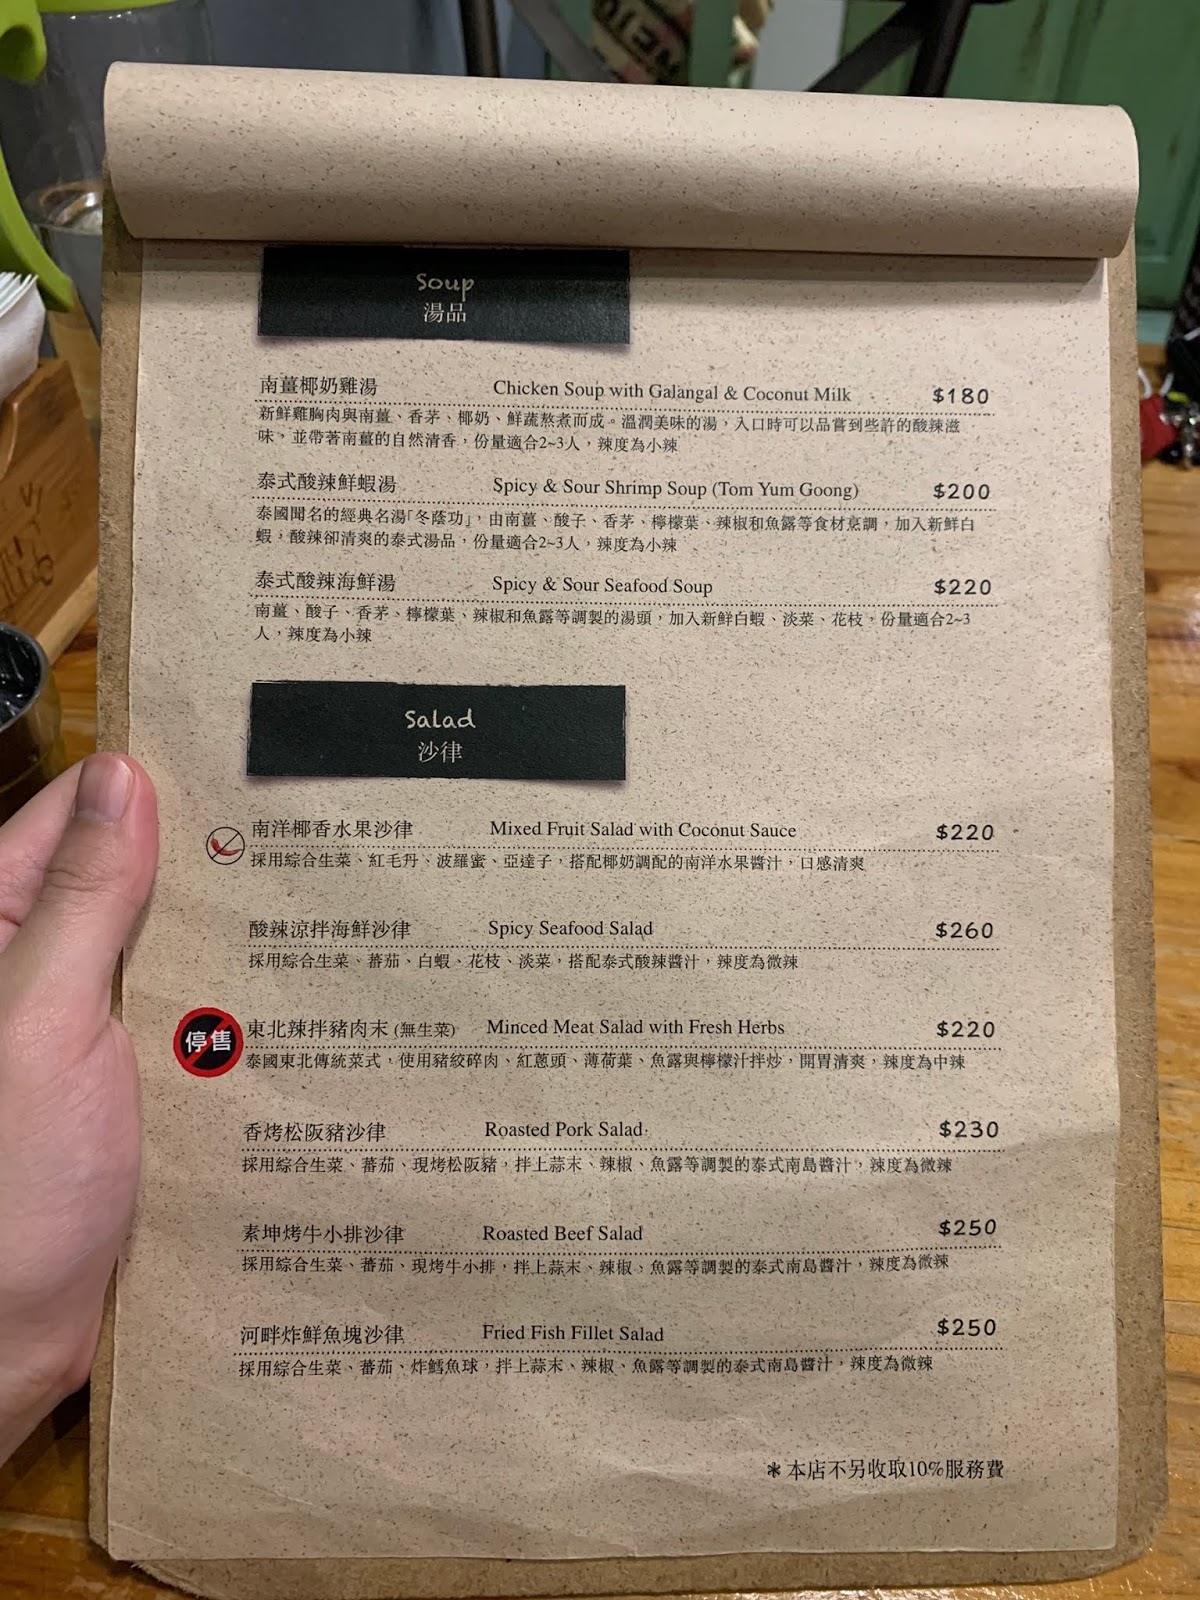 Soup
湯品
南薑椰奶雞湯 Chicken Soup with Galangal & Coconut Milk $180
新鮮雞胸肉與南薑、香茅、椰奶、鮮蔬熬煮而成。溫潤美味的湯，入口時可以品嘗到些許的酸辣滋
味，並帶著南薑的自然清香，份量適合2~3人，辣度為小辣
泰式酸辣鮮蝦湯 Spicy & Sour Shrimp Soup (Tom Yum Goong) $200
泰國聞名的經典名湯「冬蔭功」，由南薑、酸子、香茅、檸檬葉、辣椒和魚露等食材烹調，加入新鮮白
蝦，酸辣卻清爽的泰式湯品，份量適合2~3人，辣度為小辣
泰式酸辣海鮮湯 Spicy & Sour Seafood Soup $220
南薑、酸子、香茅、檸檬葉、辣椒和魚露等調製的湯頭，加入新鮮白蝦、淡菜、花枝，份量適合2~3
人，辣度為小辣
Salad
沙律
南洋椰香水果沙律 Mixed Fruit Salad with Coconut Sauce $220
採用綜合生菜、紅毛丹、波羅蜜、亞達子，搭配椰奶調配的南洋水果醬汁，口感清爽
酸辣涼拌海鮮沙律 Spicy Seafood Salad $260
採用綜合生菜、蕃茄、白蝦、花枝、淡菜，搭配泰式酸辣醬汁，辣度為微辣
停售 東北辣拌豬肉末 (無生菜) Minced Meat Salad with Fresh Herbs $220
泰國東北傳統菜式，使用豬絞碎肉、紅蔥頭、薄荷葉、魚露與檸檬汁拌炒，開胃清爽，辣度為中辣
香烤松阪豬沙律 Roasted Pork Salad $230
採用綜合生菜、蕃茄、現烤松阪豬，拌上蒜末、辣椒、魚露等調製的泰式南島醬汁，辣度為微辣
素坤烤牛小排沙律 Roasted Beef Salad $250
採用綜合生菜、蕃茄、現烤牛小排，拌上蒜末、辣椒、魚露等調製的泰式南島醬汁，辣度為微辣
河畔炸鮮魚塊沙律 Fried Fish Fillet Salad $250
採用綜合生菜、蕃茄、炸鱈魚球，拌上蒜末、辣椒、魚露等調製的泰式南島醬汁，辣度為微辣
＊本店不另收取10%服務費